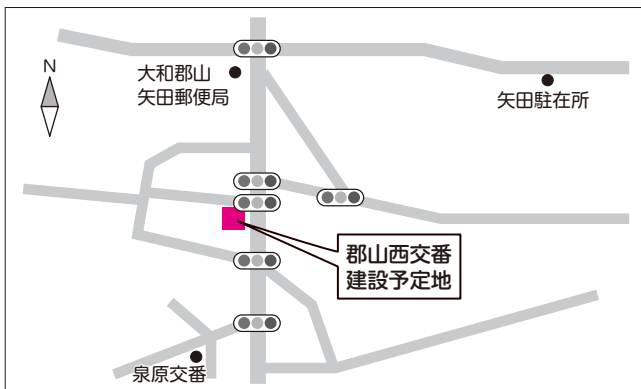 N
大和郡山
矢田郵便局
矢田駐在所
郡山西交番
建設予定地
泉原交番